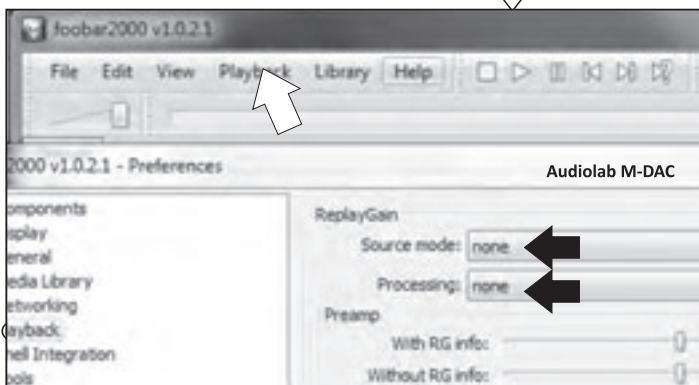 foobar2000 v1.0.2.1
File Edit View Playback Library Help
2000 v1.0.2.1 - Preferences
Audiolab M-DAC
omponents
splay
eneral
edia Library
etworking
ayback
hell Integration
ools
ReplayGain
Source mode: none
Processing: none
Preamp
With RG info:
Without RG info: